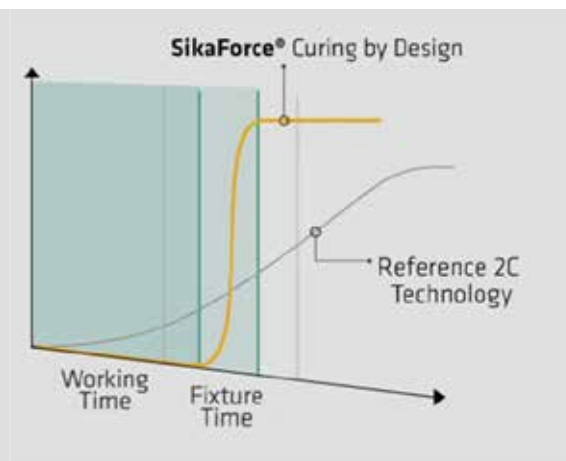 SikaForce® Curing by Design
Reference 2C
Technology
Working
Time
Fixture
Time